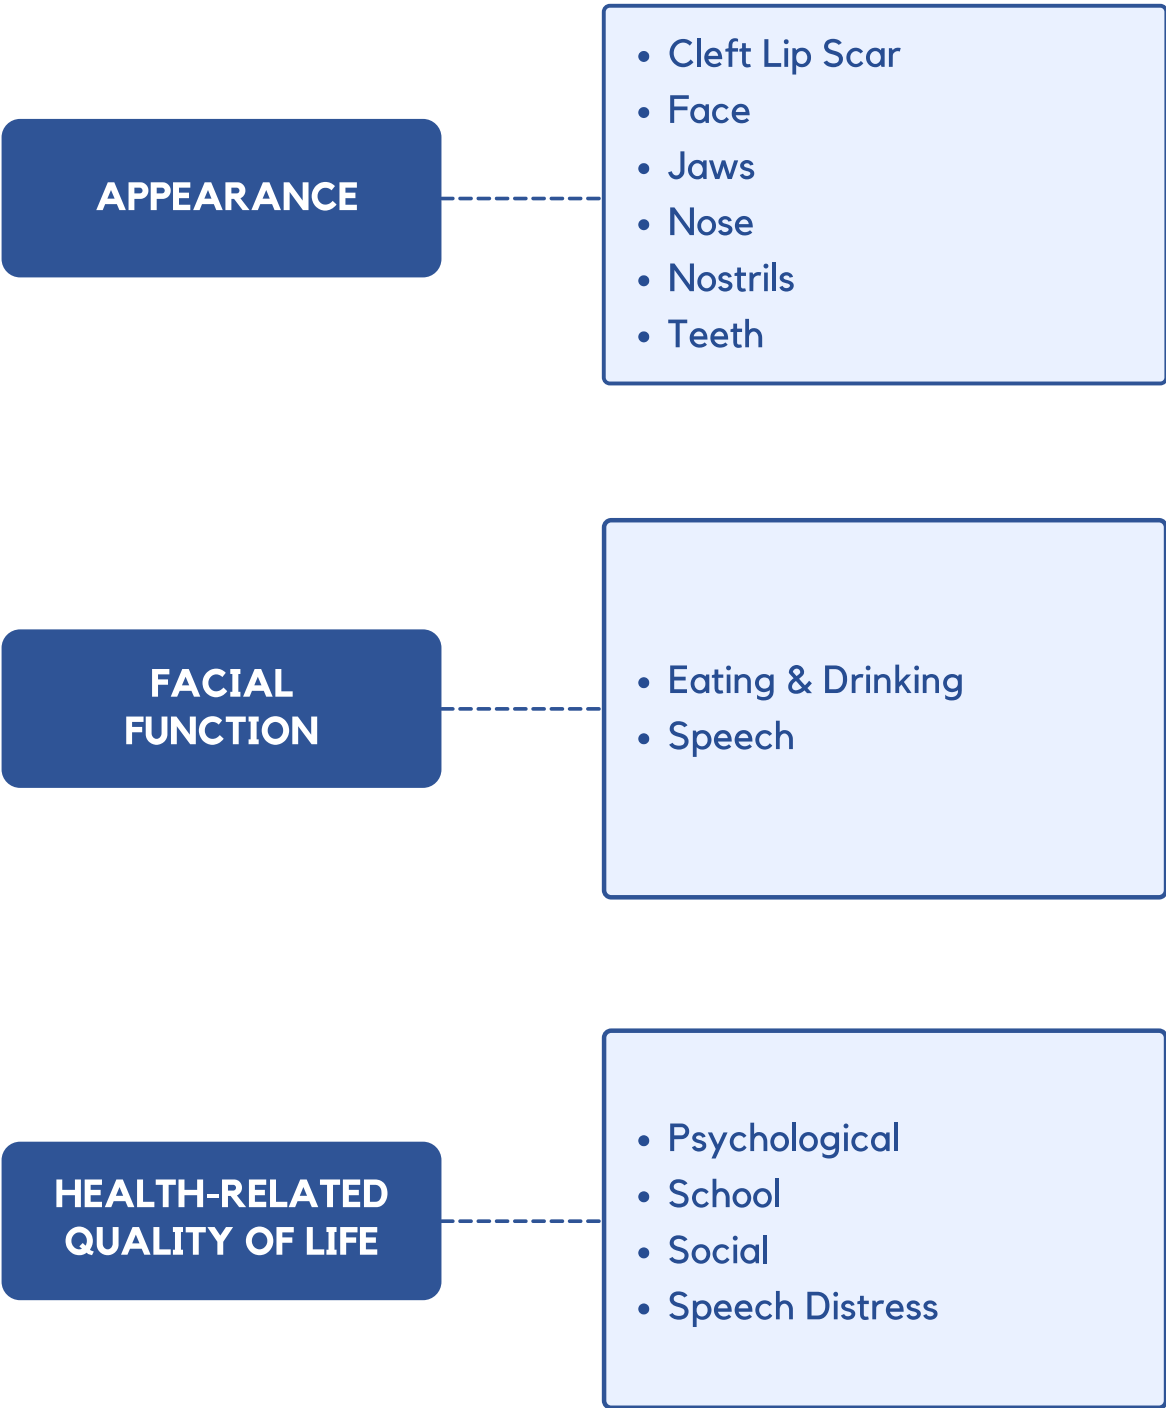 APPEARANCE
• Cleft Lip Scar
• Face
• Jaws
• Nose
• Nostrils
• Teeth
FACIAL
FUNCTION
• Eating & Drinking
• Speech
HEALTH-RELATED
QUALITY OF LIFE
• Psychological
• School
• Social
• Speech Distress